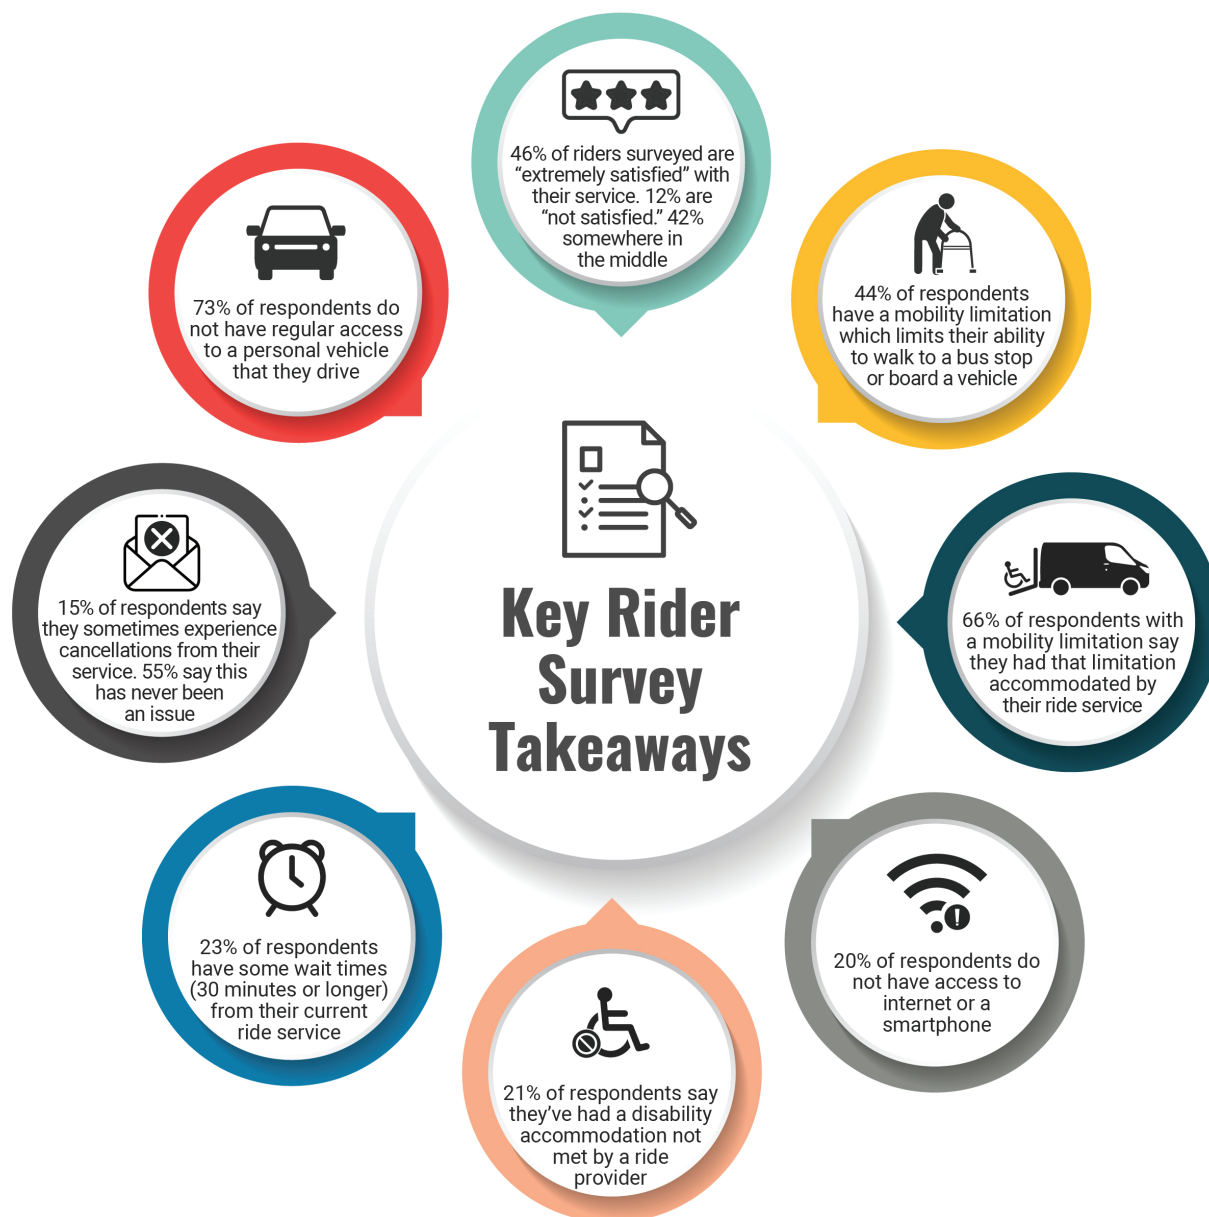 46% of riders surveyed are
“extremely satisfied” with
their service. 12% are
“not satisfied.” 42%
somewhere in
the middle
73% of respondents do
not have regular access
to a personal vehicle
that they drive
44% of respondents
have a mobility limitation
which limits their ability
to walk to a bus stop
or board a vehicle
Key Rider
Survey
Takeaways
15% of respondents say
they sometimes experience
cancellations from their
service. 55% say this
has never been
an issue
66% of respondents with
a mobility limitation say
they had that limitation
accommodated by
their ride service
23% of respondents
have some wait times
(30 minutes or longer)
from their current
ride service
20% of respondents do
not have access to
internet or a
smartphone
21% of respondents say
they’ve had a disability
accommodation not
met by a ride
provider